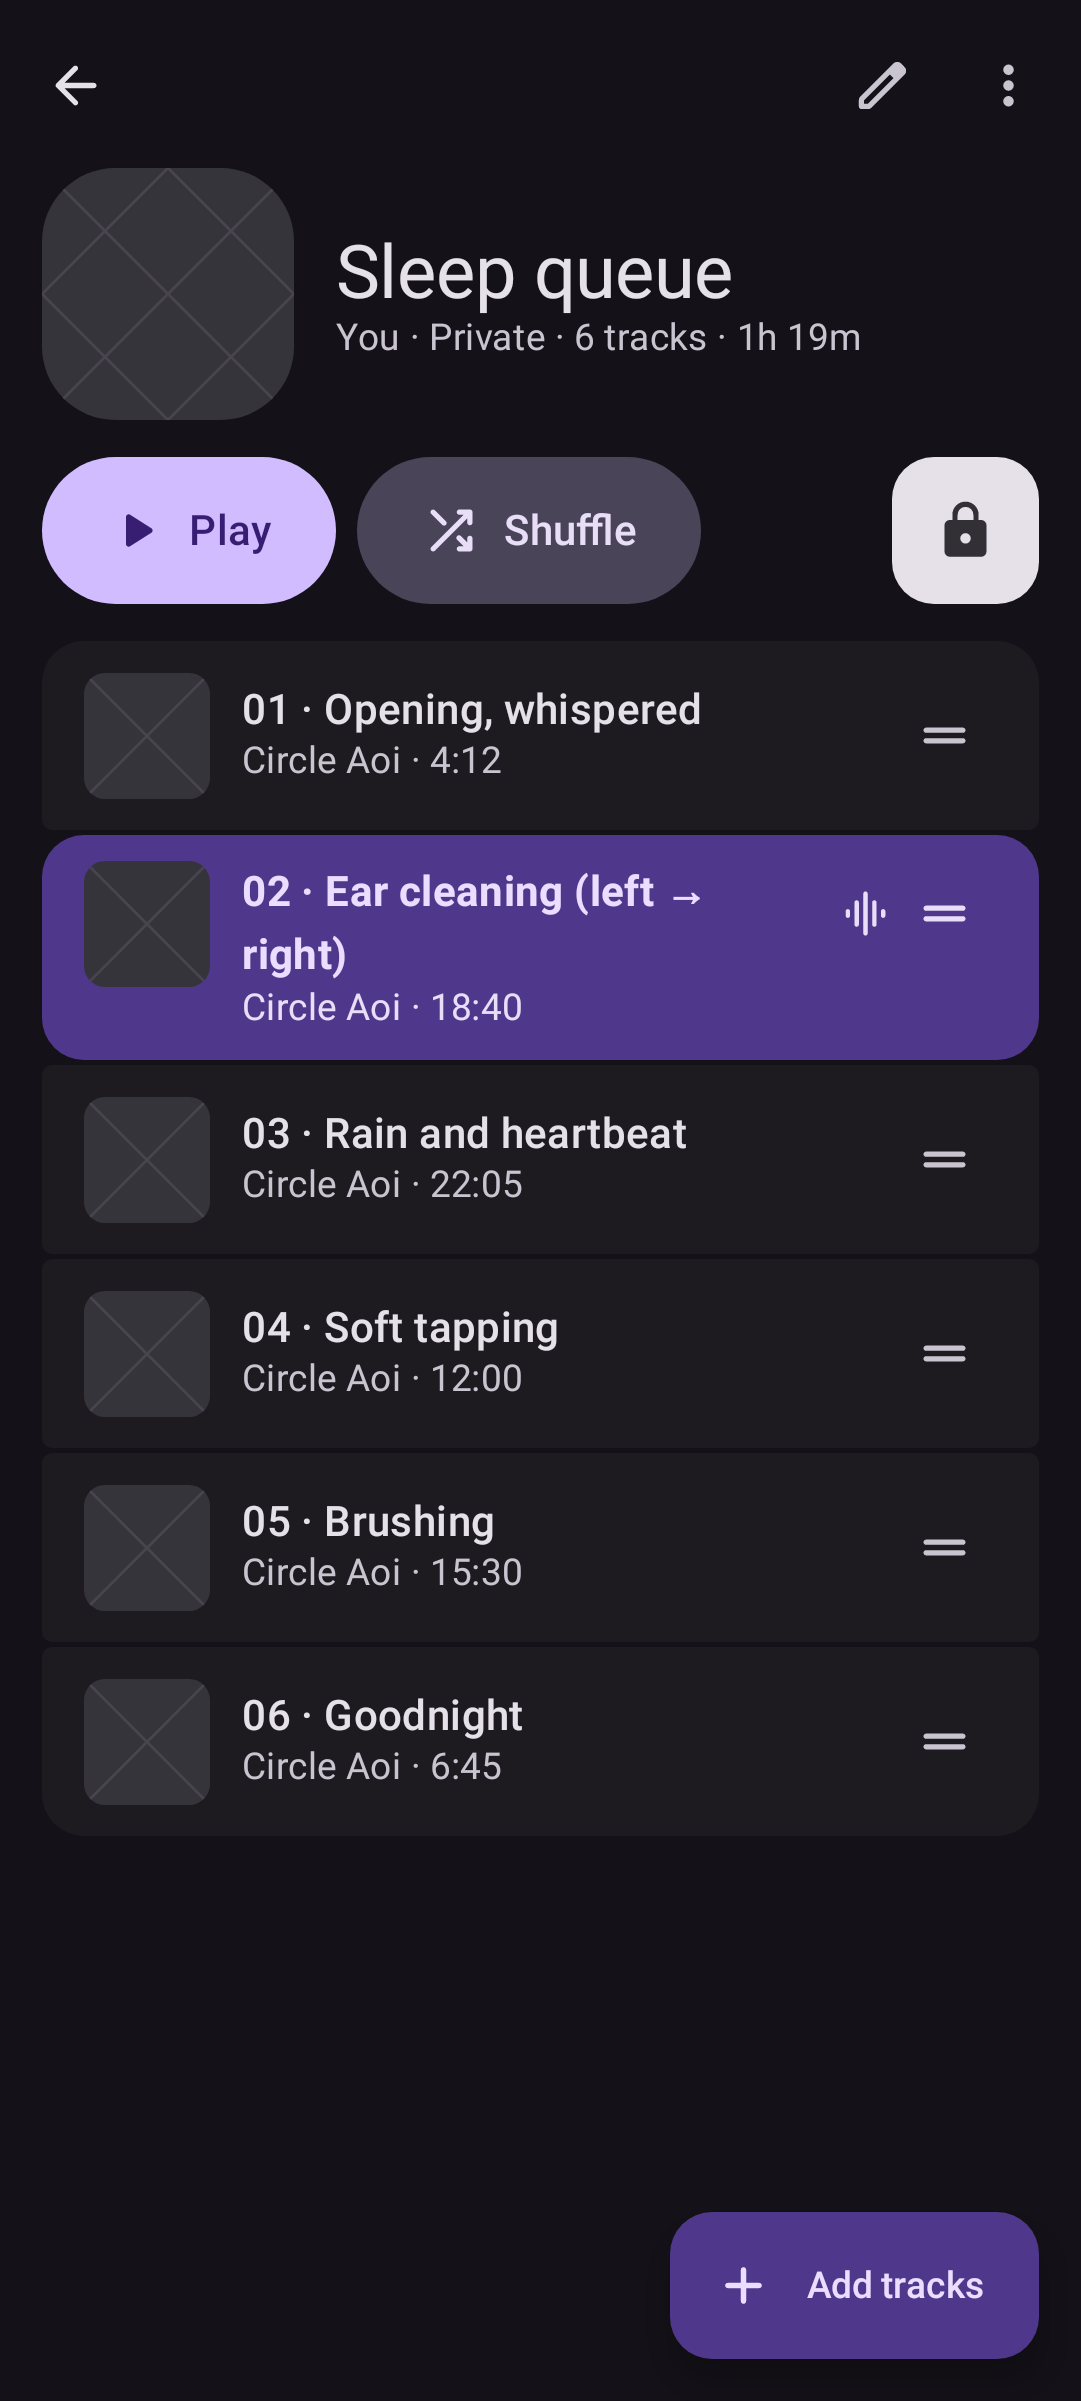 Sleep queue
You · Private · 6 tracks · 1h 19m
Play
Shuffle
01 · Opening, whispered
Circle Aoi · 4:12
02 · Ear cleaning (left →
right)
Circle Aoi · 18:40
03 · Rain and heartbeat
Circle Aoi · 22:05
04 · Soft tapping
Circle Aoi · 12:00
05 · Brushing
Circle Aoi · 15:30
06 · Goodnight
Circle Aoi · 6:45
Add tracks